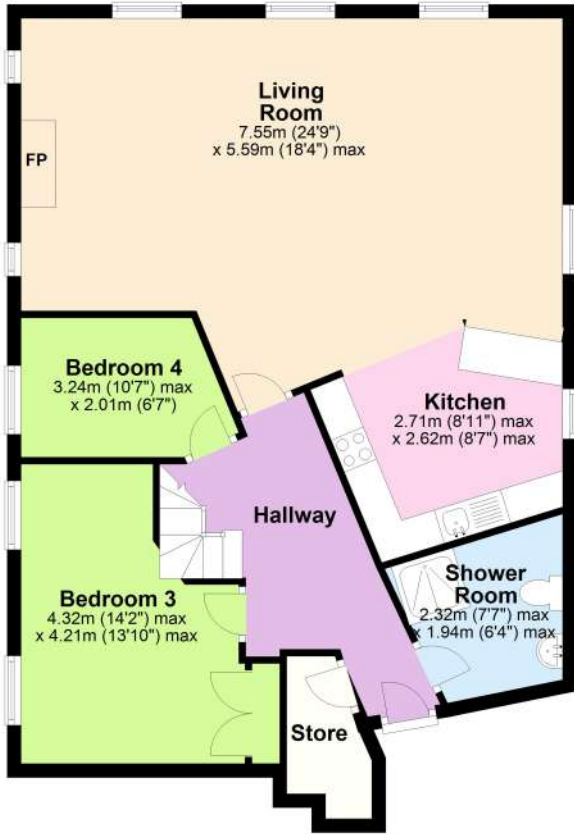 Living
Room
7.55m (24'9")
x 5.59m (18'4") max
FP
Bedroom 4
3.24m (10'7") max
x 2.01m (6'7")
Kitchen
2.71m (8'11") max
x 2.62m (8'7") max
Hallway
Shower
Room
2.32m (7'7") max
x 1.94m (6'4") max
Bedroom 3
4.32m (14'2") max
x 4.21m (13'10") max
Store